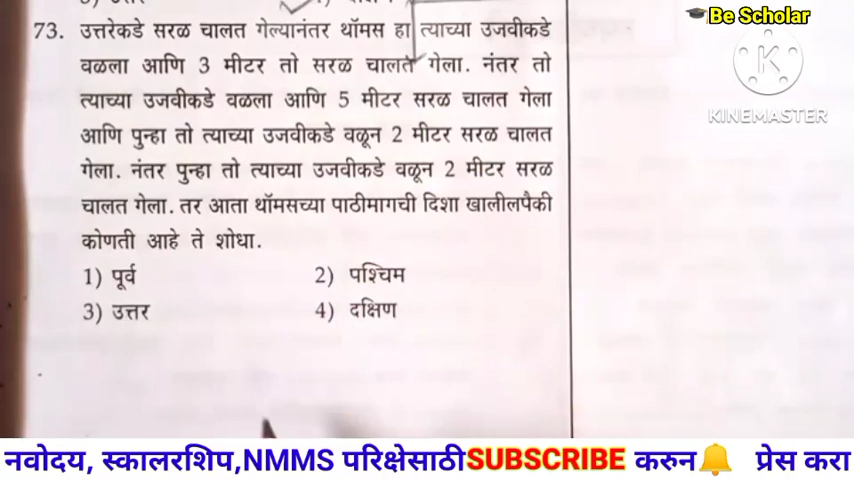 Be Scholar
73. उत्तरेकडे सरळ चालत गेल्यानंतर थॉमस हा त्याच्या उजवीकडे
वळला आणि 3 मीटर तो सरळ चालत गेला. नंतर तो
त्याच्या उजवीकडे वळला आणि 5 मीटर सरळ चालत गेला
आणि पुन्हा तो त्याच्या उजवीकडे वळून 2 मीटर सरळ चालत
गेला. नंतर पुन्हा तो त्याच्या उजवीकडे वळून 2 मीटर सरळ
चालत गेला. तर आता थॉमसच्या पाठीमागची दिशा खालीलपैकी
कोणती आहे ते शोधा.
1) पूर्व 2) पश्चिम
3) उत्तर 4) दक्षिण
K
KINEMASTER
नवोदय, स्कालरशिप,NMMS परिक्षेसाठी SUBSCRIBE करुन प्रेस करा